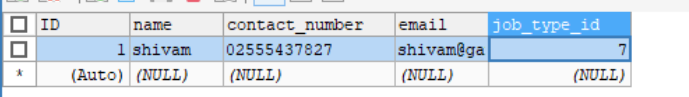 ID name contact_number email job_type_id
1 shivam 02555437827 shivam@ga 7
* (Auto) (NULL) (NULL) (NULL) (NULL)